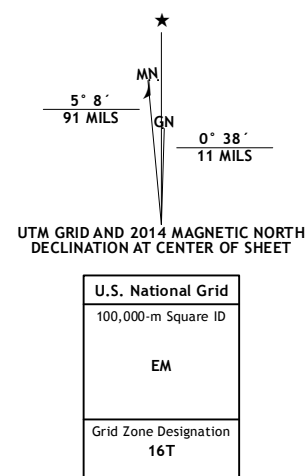 MN
5° 8´
91 MILS
GN
0° 38´
11 MILS
UTM GRID AND 2014 MAGNETIC NORTH
DECLINATION AT CENTER OF SHEET
U.S. National Grid
100,000-m Square ID
EM
Grid Zone Designation
16T